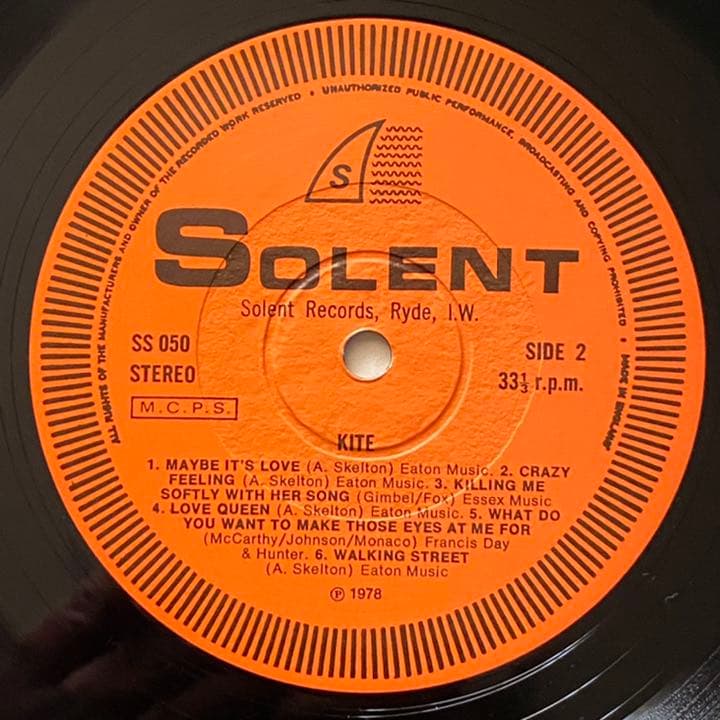 ALL RIGHTS OF THE MANUFACTURERS AND OWNER OF THE RECORDED WORK RESERVED • UNAUTHORIZED PUBLIC PERFORMANCE, BROADCASTING AND COPYING PROHIBITED • MADE IN ENGLAND
S
SOLENT
Solent Records, Ryde, I.W.
SS 050
STEREO
M.C.P.S.
SIDE 2
33⅓ r.p.m.
KITE
1. MAYBE IT'S LOVE (A. Skelton) Eaton Music. 2. CRAZY
FEELING (A. Skelton) Eaton Music. 3. KILLING ME
SOFTLY WITH HER SONG (Gimbel/Fox) Essex Music
4. LOVE QUEEN (A. Skelton) Eaton Music. 5. WHAT DO
YOU WANT TO MAKE THOSE EYES AT ME FOR
(McCarthy/Johnson/Monaco) Francis Day
& Hunter. 6. WALKING STREET
(A. Skelton) Eaton Music
℗ 1978